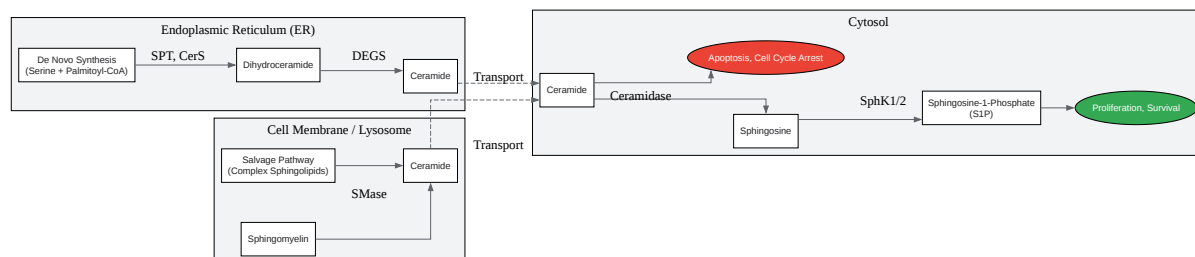 Endoplasmic Reticulum (ER)
De Novo Synthesis
(Serine + Palmitoyl-CoA)
SPT, CerS
Dihydroceramide
DEGS
Ceramide
Transport
Cell Membrane / Lysosome
Salvage Pathway
(Complex Sphingolipids)
Ceramide
SMase
Sphingomyelin
Transport
Cytosol
Ceramide
Apoptosis, Cell Cycle Arrest
Ceramidase
Sphingosine
SphK1/2
Sphingosine-1-Phosphate
(S1P)
Proliferation, Survival